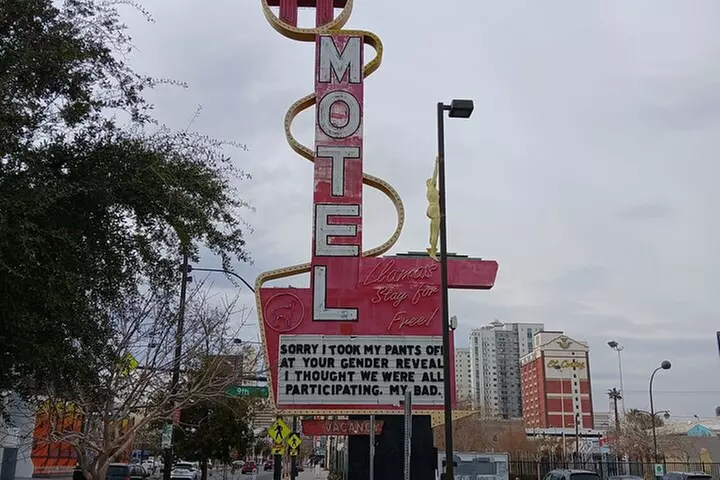 MOTEL
Llamas
Stay for
Free!
SORRY I TOOK MY PANTS OFF
AT YOUR GENDER REVEAL
I THOUGHT WE WERE ALL
PARTICIPATING. MY BAD.
9th
VACANCY